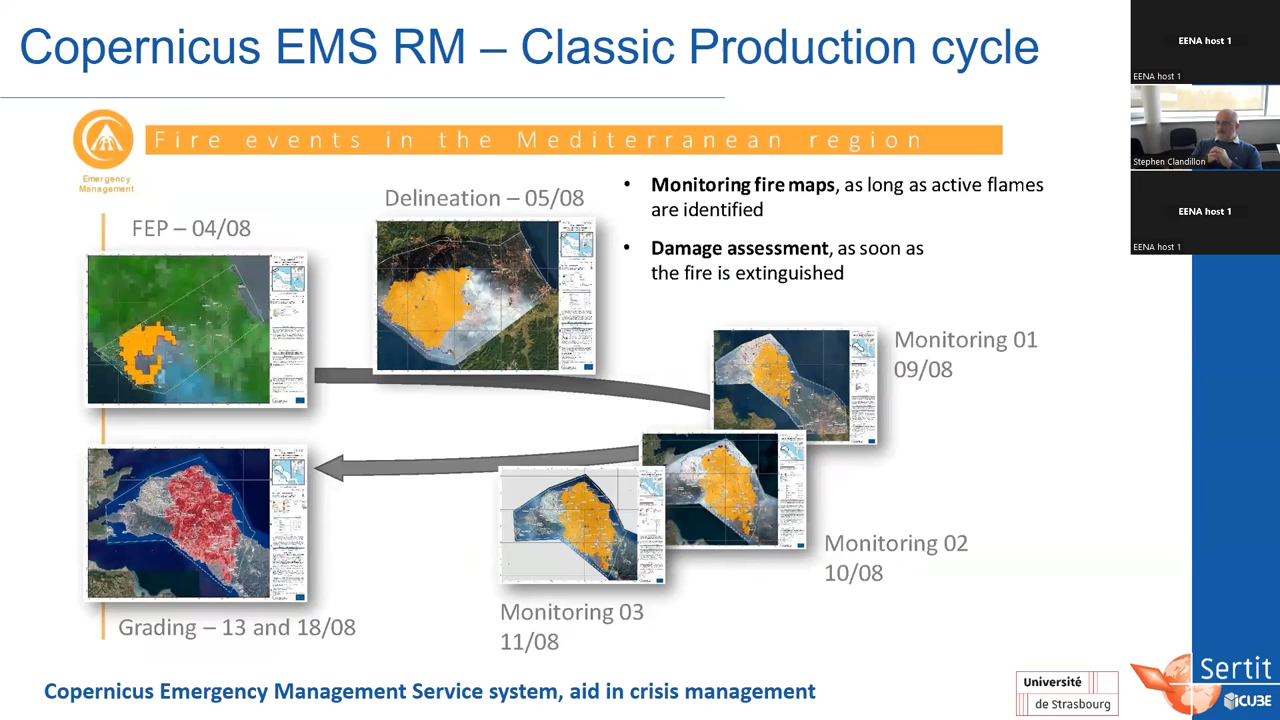 Copernicus EMS RM – Classic Production cycle
EENA host 1
EENA host 1
Stephen Clandillon
EENA host 1
EENA host 1
Fire events in the Mediterranean region
Emergency
Management
• Monitoring fire maps, as long as active flames
are identified
• Damage assessment, as soon as
the fire is extinguished
FEP – 04/08
Delineation – 05/08
Monitoring 01
09/08
Monitoring 02
10/08
Monitoring 03
11/08
Grading – 13 and 18/08
Copernicus Emergency Management Service system, aid in crisis management
Université
de Strasbourg
Sertit
iCUBE